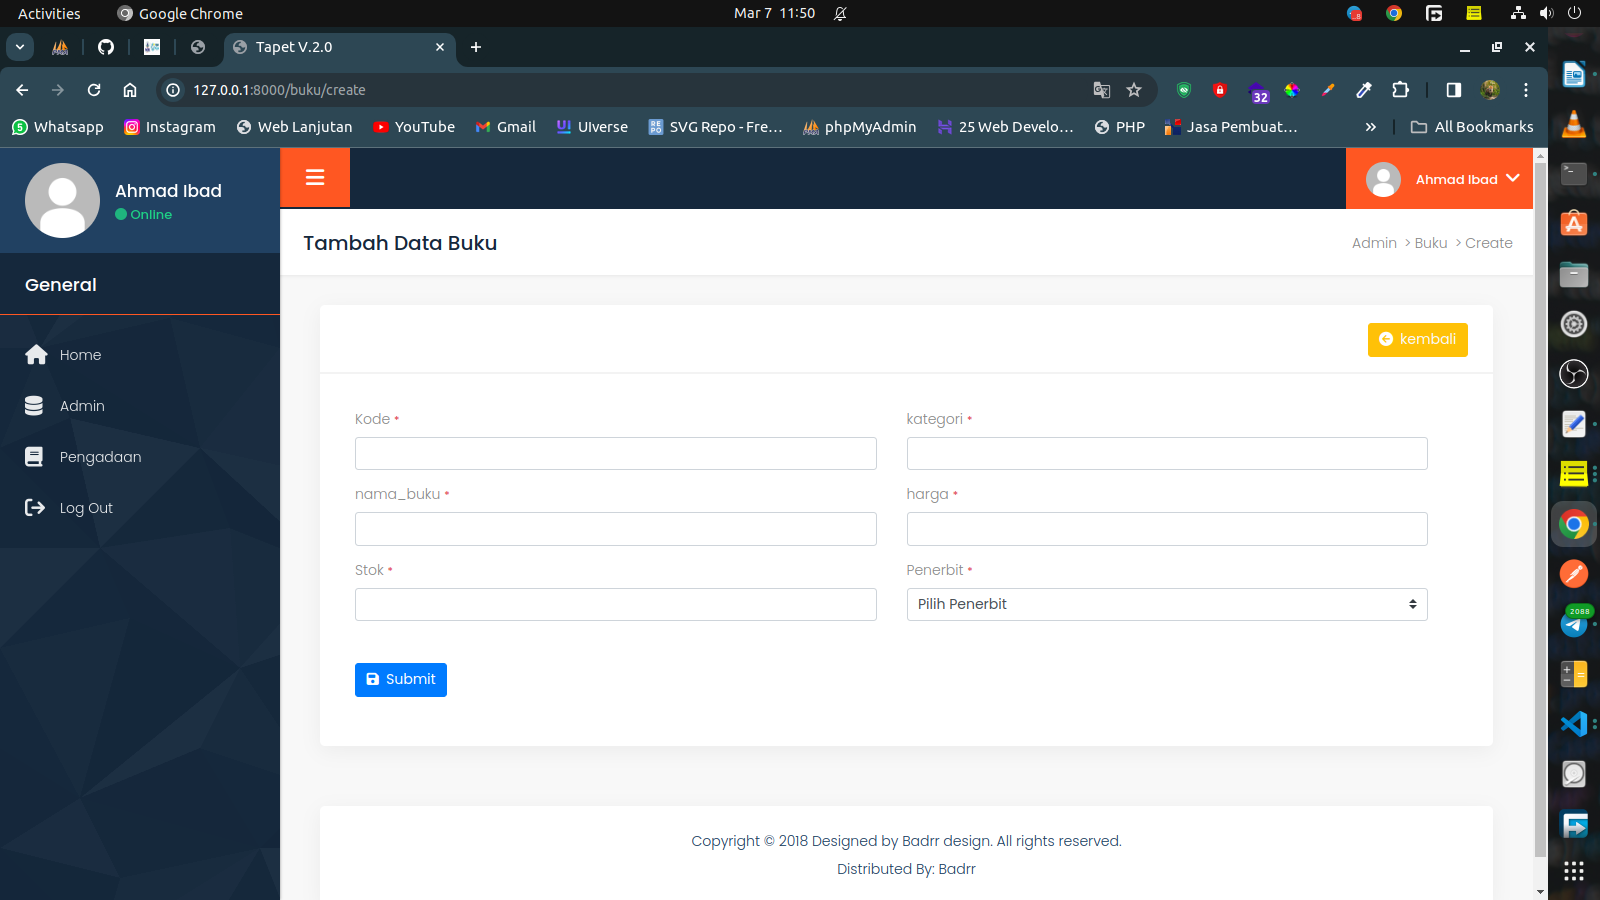 Activities
Google Chrome
Mar 7 11:50
Tapet V.2.0
127.0.0.1:8000/buku/create
32
Whatsapp
Instagram
Web Lanjutan
YouTube
Gmail
UIverse
SVG Repo - Fre...
phpMyAdmin
25 Web Develo...
PHP
Jasa Pembuat...
All Bookmarks
Ahmad Ibad
Online
Ahmad Ibad
Tambah Data Buku
Admin > Buku > Create
General
Home
Admin
Pengadaan
Log Out
kembali
Kode *
kategori *
nama_buku *
harga *
Stok *
Penerbit *
Pilih Penerbit
Submit
2088
Copyright © 2018 Designed by Badrr design. All rights reserved.
Distributed By: Badrr